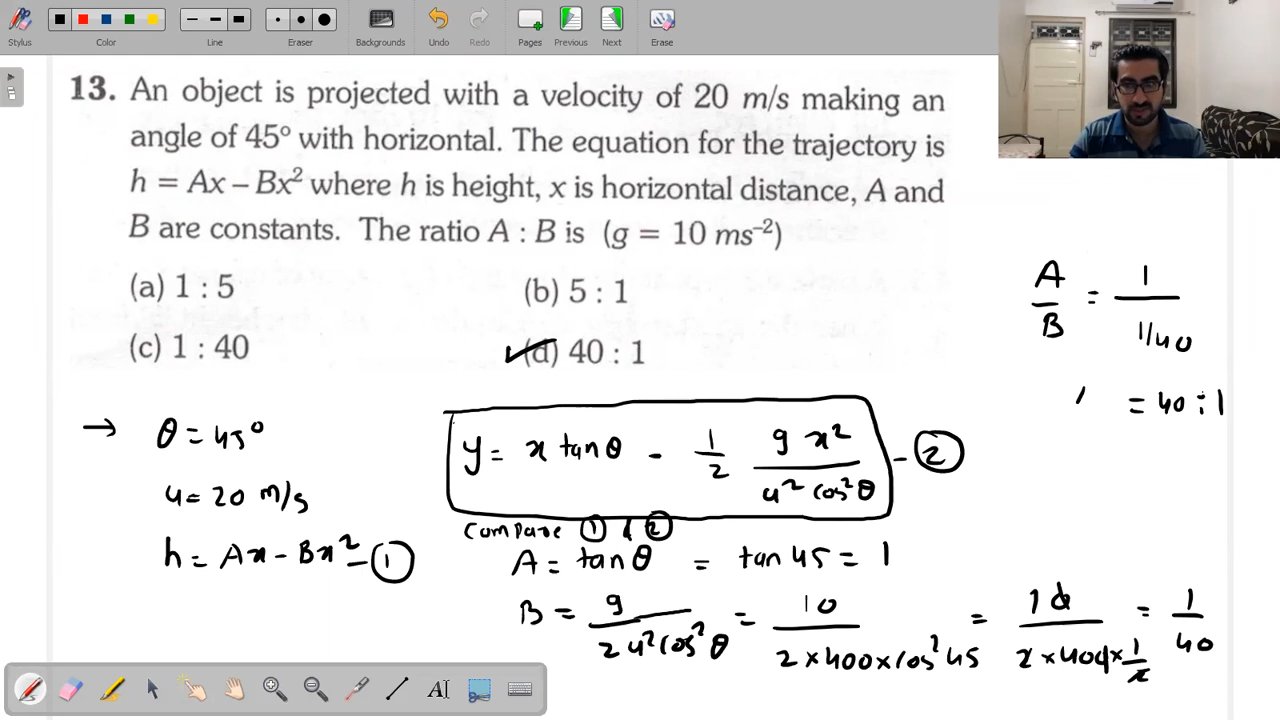 Stylus
Color
Line
Eraser
Backgrounds
Undo
Redo
Pages
Previous
Next
Erase
13. An object is projected with a velocity of 20 m/s making an
angle of 45° with horizontal. The equation for the trajectory is
h = Ax – Bx² where h is height, x is horizontal distance, A and
B are constants. The ratio A : B is (g = 10 ms⁻²)
(a) 1 : 5 (b) 5 : 1
(c) 1 : 40 (d) 40 : 1
A/B = 1/(1/40)
= 40 : 1
→ θ = 45°
u = 20 m/s
h = Ax – Bx² – ①
y = x tanθ – 1/2 gx²/(u² cos²θ) – ②
Compare ① & ②
A = tanθ = tan 45 = 1
B = g/(2u²cos²θ) = 10/(2×400×cos²45) = 10/(2×400×1/2) = 1/40